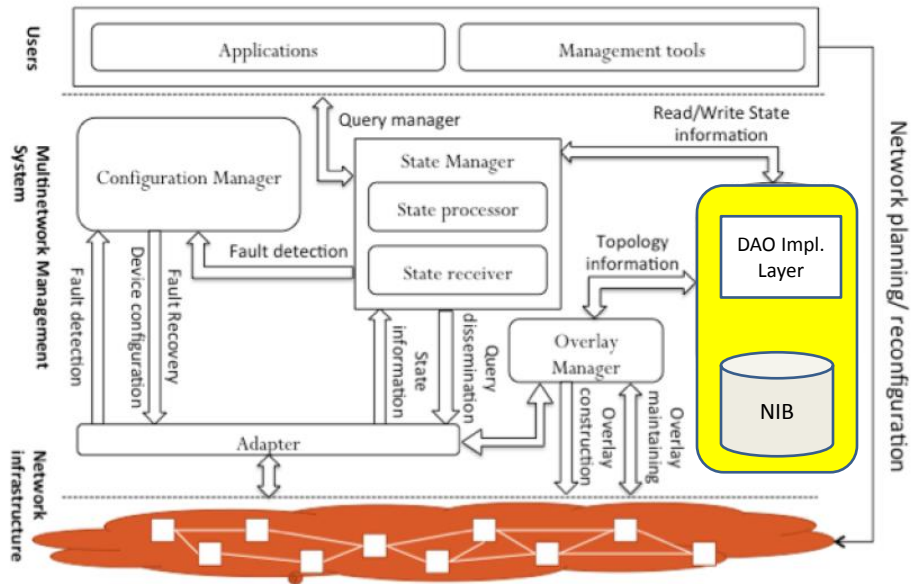 Users
Applications
Management tools
Query manager
Read/Write State
information
Multinetwork Management
System
Configuration Manager
State Manager
State processor
State receiver
Fault detection
Topology
information
DAO Impl.
Layer
NIB
Network planning/ reconfiguration
Fault detection
Device configuration
Fault Recovery
State
information
Query
dissemination
Overlay
Manager
Overlay
construction
Overlay
maintaining
Adapter
Network
infrastructure